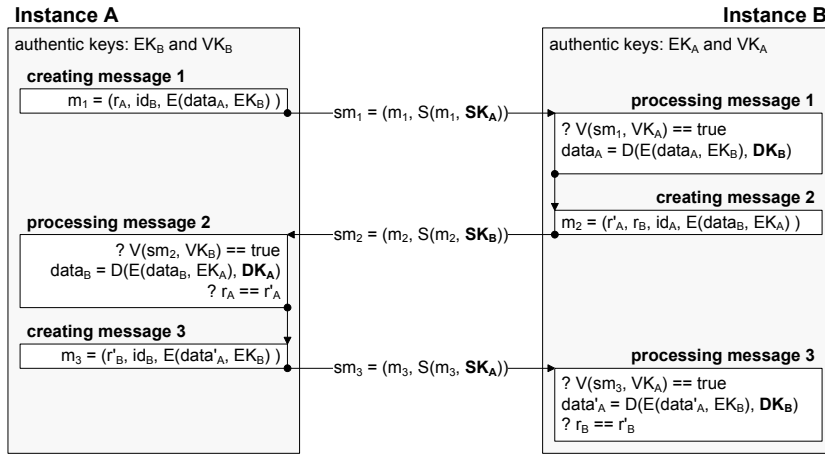 Instance A
Instance B
authentic keys: EK_B and VK_B
authentic keys: EK_A and VK_A
creating message 1
m_1 = (r_A, id_B, E(data_A, EK_B) )
sm_1 = (m_1, S(m_1, SK_A))
processing message 1
? V(sm_1, VK_A) == true
data_A = D(E(data_A, EK_B), DK_B)
creating message 2
m_2 = (r'_A, r_B, id_A, E(data_B, EK_A) )
sm_2 = (m_2, S(m_2, SK_B))
processing message 2
? V(sm_2, VK_B) == true
data_B = D(E(data_B, EK_A), DK_A)
? r_A == r'_A
creating message 3
m_3 = (r'_B, id_B, E(data'_A, EK_B) )
sm_3 = (m_3, S(m_3, SK_A))
processing message 3
? V(sm_3, VK_A) == true
data'_A = D(E(data'_A, EK_B), DK_B)
? r_B == r'_B